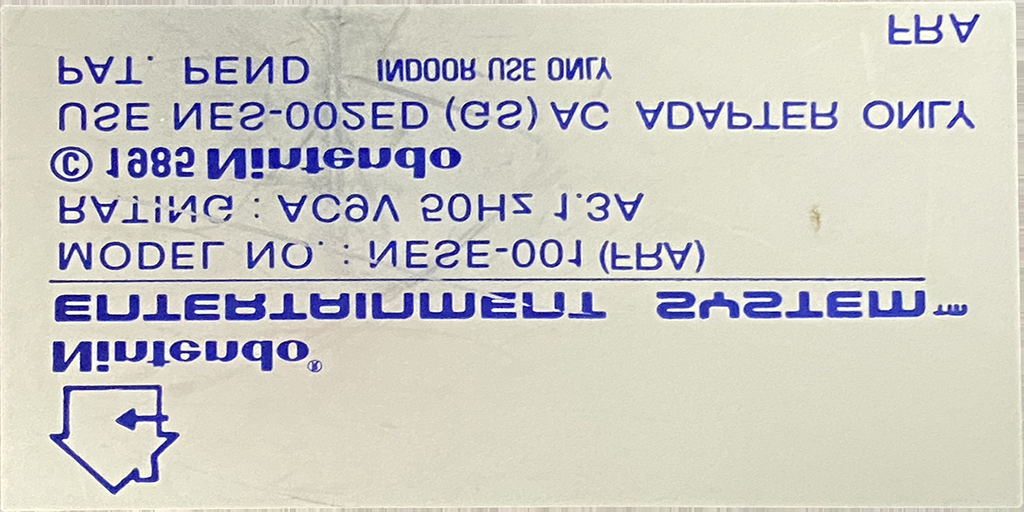 Nintendo®
ENTERTAINMENT SYSTEM™
MODEL NO. : NESE-001 (FRA)
RATING : AC9V 50Hz 1.3A
© 1985 Nintendo
USE NES-002ED (GS) AC ADAPTER ONLY
PAT. PEND INDOOR USE ONLY
FRA